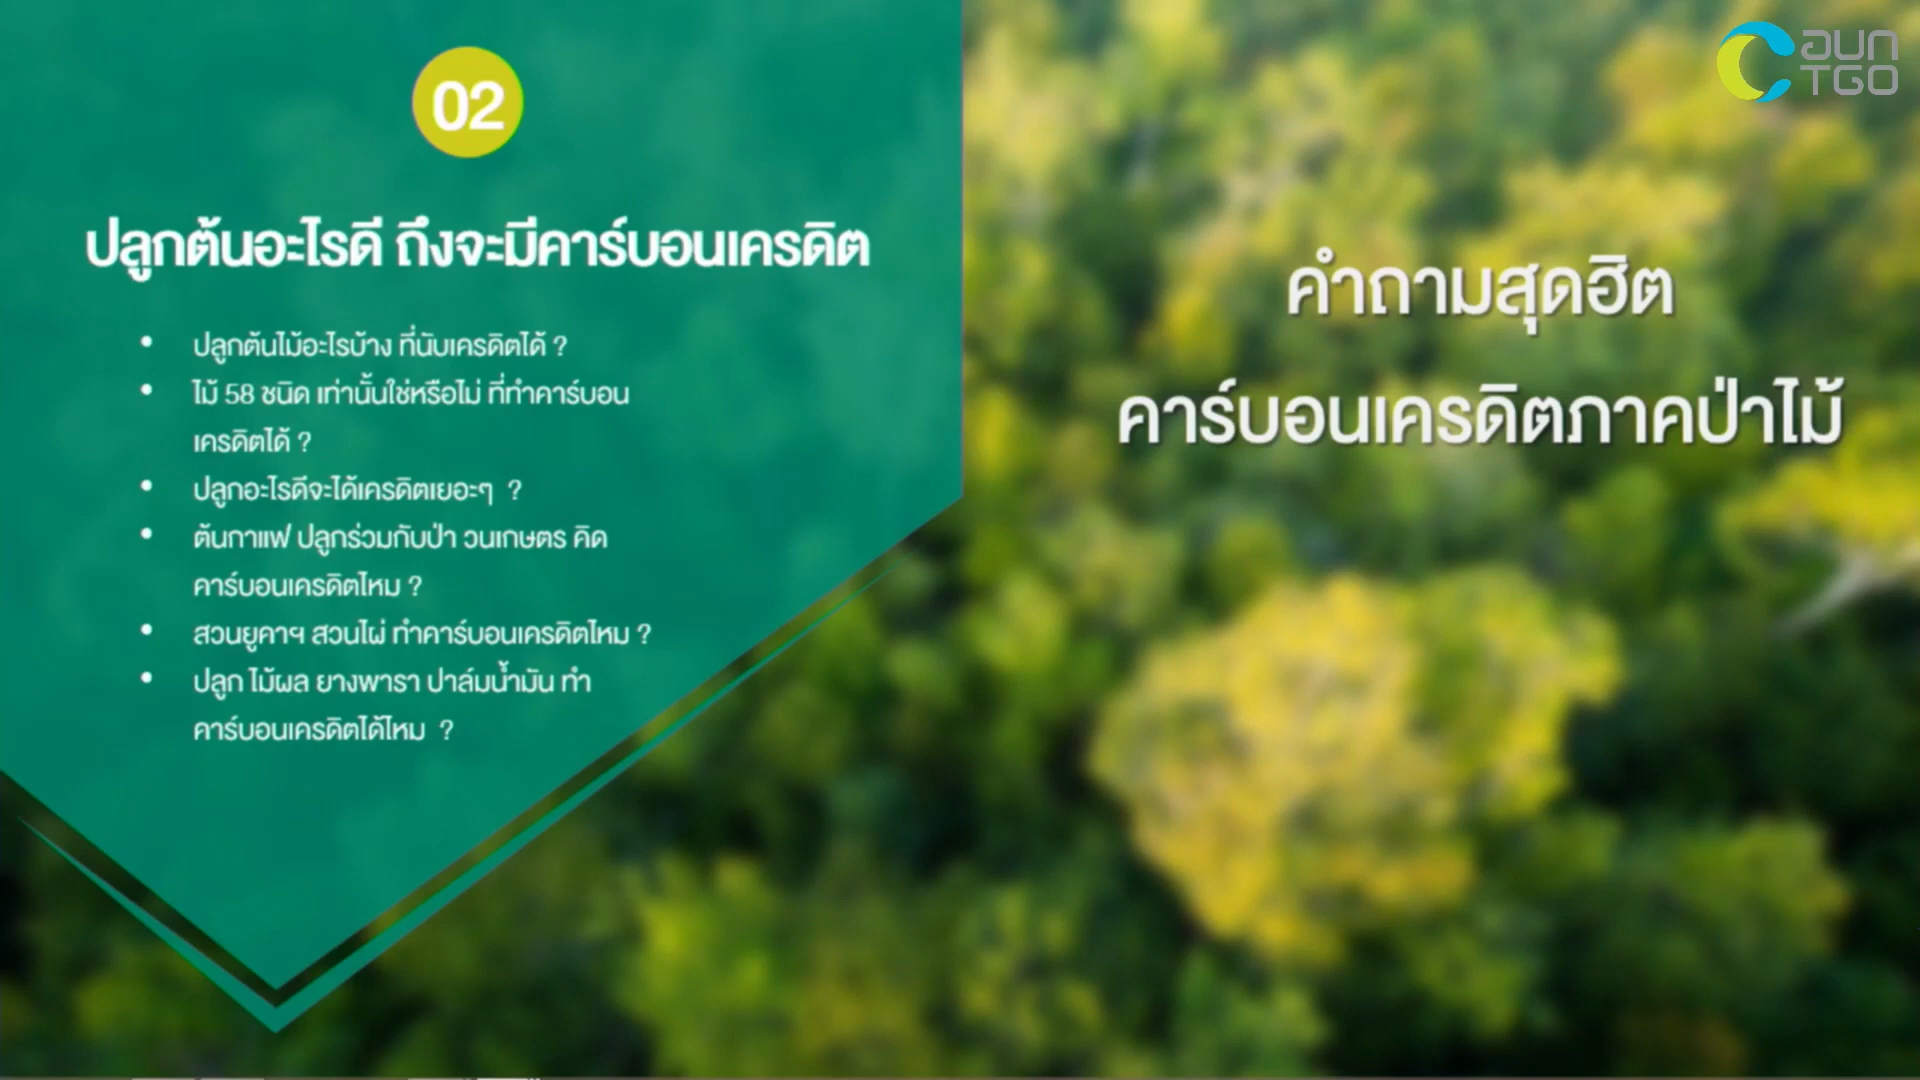 อบก
TGO
02
ปลูกต้นอะไรดี ถึงจะมีคาร์บอนเครดิต
• ปลูกต้นไม้อะไรบ้าง ที่นับเครดิตได้ ?
• ไม้ 58 ชนิด เท่านั้นใช่หรือไม่ ที่ทำคาร์บอน
เครดิตได้ ?
• ปลูกอะไรดีจะได้เครดิตเยอะๆ ?
• ต้นกาแฟ ปลูกร่วมกับป่า วนเกษตร คิด
คาร์บอนเครดิตไหม ?
• สวนยูคาฯ สวนไผ่ ทำคาร์บอนเครดิตไหม ?
• ปลูก ไม้ผล ยางพารา ปาล์มน้ำมัน ทำ
คาร์บอนเครดิตได้ไหม ?
คำถามสุดฮิต
คาร์บอนเครดิตภาคป่าไม้